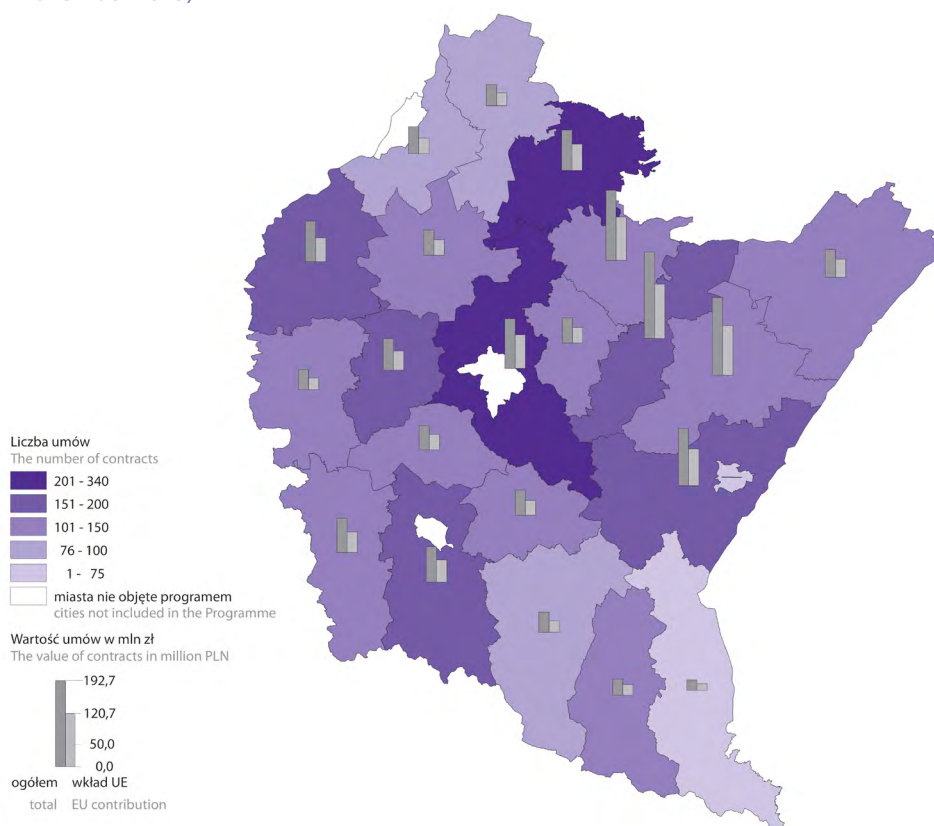 Liczba umów
The number of contracts
201 - 340
151 - 200
101 - 150
76 - 100
1 - 75
miasta nie objęte programem
cities not included in the Programme
Wartość umów w mln zł
The value of contracts in million PLN
192,7
120,7
50,0
0,0
ogółem wkład UE
total EU contribution